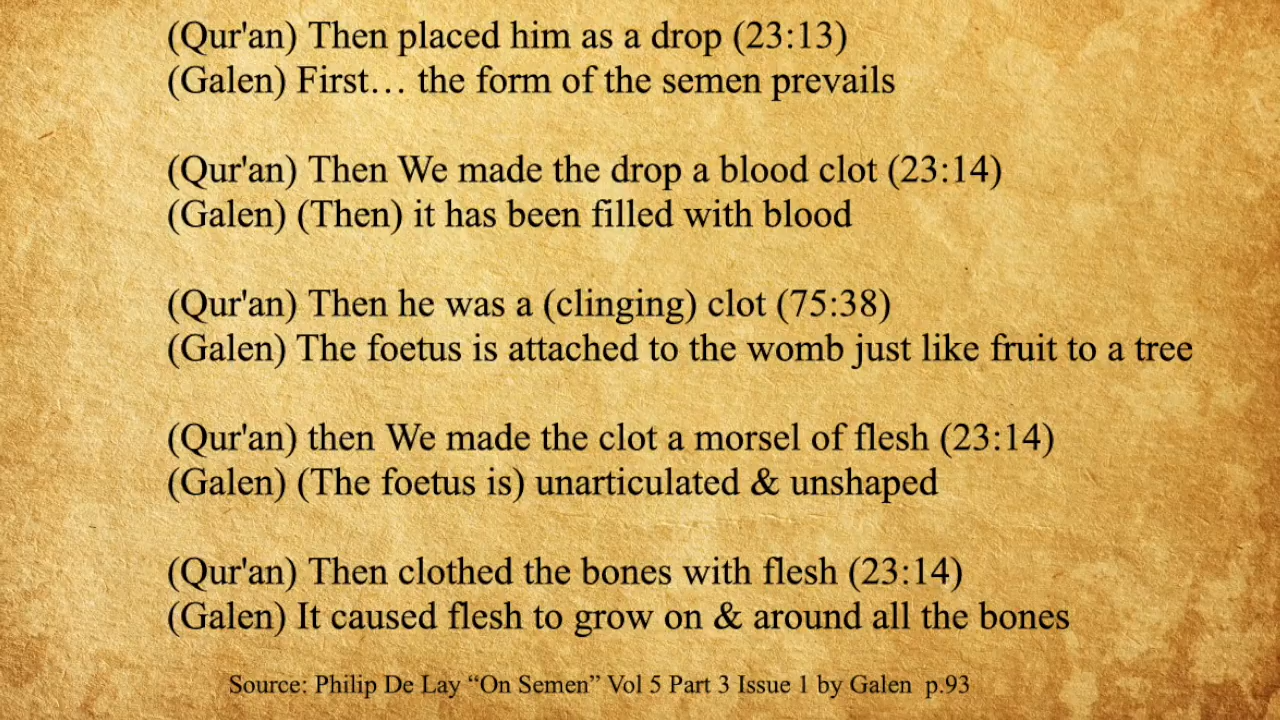 (Qur'an) Then placed him as a drop (23:13)
(Galen) First… the form of the semen prevails
(Qur'an) Then We made the drop a blood clot (23:14)
(Galen) (Then) it has been filled with blood
(Qur'an) Then he was a (clinging) clot (75:38)
(Galen) The foetus is attached to the womb just like fruit to a tree
(Qur'an) then We made the clot a morsel of flesh (23:14)
(Galen) (The foetus is) unarticulated & unshaped
(Qur'an) Then clothed the bones with flesh (23:14)
(Galen) It caused flesh to grow on & around all the bones
Source: Philip De Lay “On Semen” Vol 5 Part 3 Issue 1 by Galen p.93